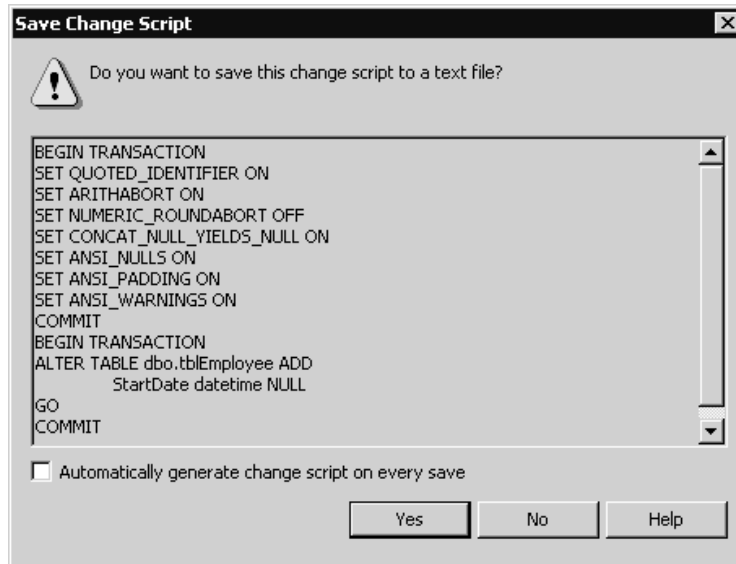 Save Change Script
Do you want to save this change script to a text file?
BEGIN TRANSACTION
SET QUOTED_IDENTIFIER ON
SET ARITHABORT ON
SET NUMERIC_ROUNDABORT OFF
SET CONCAT_NULL_YIELDS_NULL ON
SET ANSI_NULLS ON
SET ANSI_PADDING ON
SET ANSI_WARNINGS ON
COMMIT
BEGIN TRANSACTION
ALTER TABLE dbo.tblEmployee ADD
StartDate datetime NULL
GO
COMMIT
Automatically generate change script on every save
Yes No Help